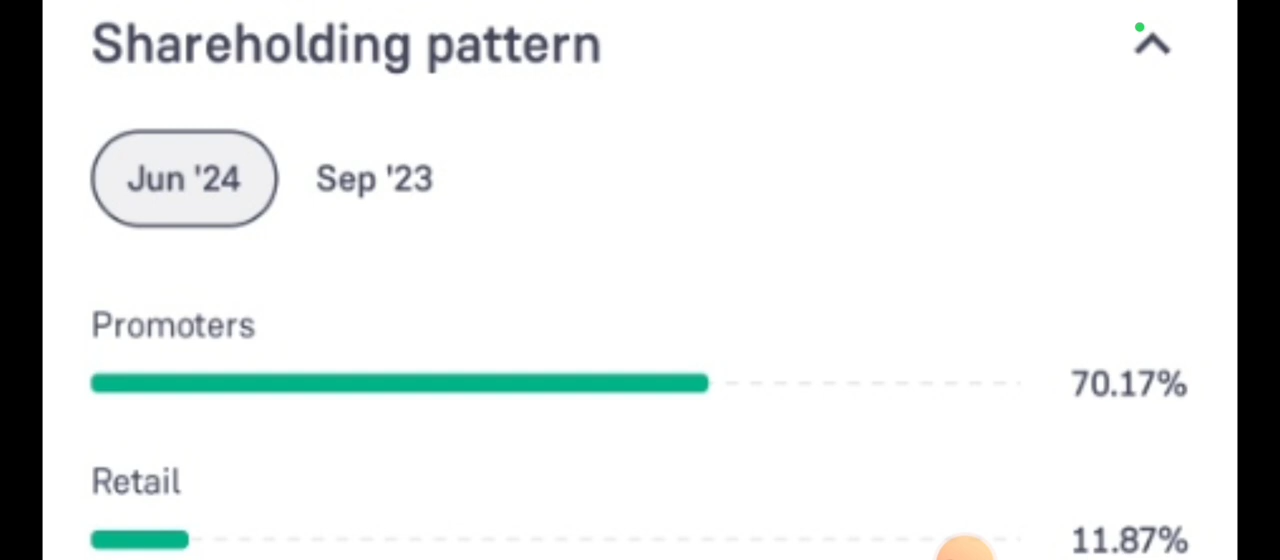 Shareholding pattern
Jun '24 Sep '23
Promoters
70.17%
Retail
11.87%